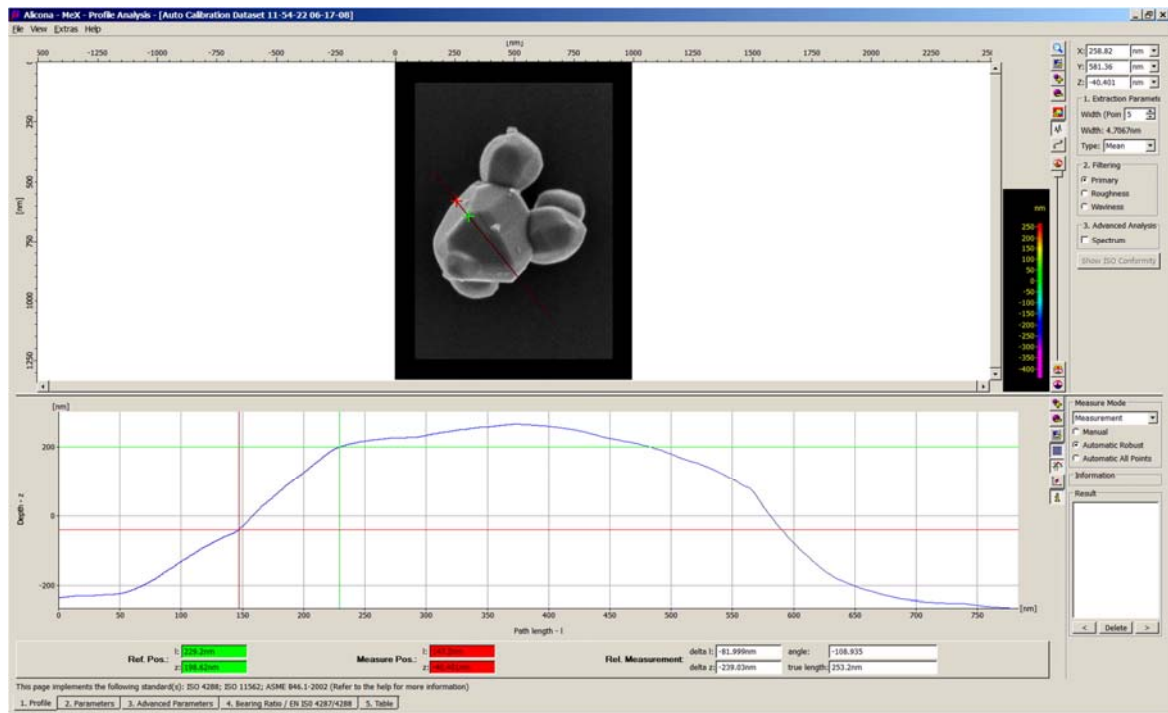 Alicona - MeX - Profile Analysis - [Auto Calibration Dataset 11-54-22 06-17-08]
File View Extras Help
[nm]
500 -1250 -1000 -750 -500 -250 0 250 500 750 1000 1250 1500 1750 2000 2250 250
250
500
[nm]
750
1000
1250
X: 258.82 nm
Y: 581.36 nm
Z: -40.401 nm
1. Extraction Paramets
Width (Poin 5
Width: 4.7067nm
Type: Mean
2. Filtering
Primary
Roughness
Waviness
3. Advanced Analysis
Spectrum
Show ISO Conformity
nm
250
200
150
100
50
0
-50
-100
-150
-200
-250
-300
-350
-400
[nm]
200
0
-200
Depth - z
0 50 100 150 200 250 300 350 400 450 500 550 600 650 700 750 [nm]
Path length - l
Measure Mode
Measurement
Manual
Automatic Robust
Automatic All Points
Information
Result
< Delete >
Ref. Pos.: l: 229.2nm
z: 198.62nm
Measure Pos.: l:
z: -40.401nm
Rel. Measurement: delta l: -81.999nm angle: -108.935
delta z: -239.03nm true length: 253.2nm
This page implements the following standard(s): ISO 4288; ISO 11562; ASME B46.1-2002 (Refer to the help for more information)
1. Profile 2. Parameters 3. Advanced Parameters 4. Bearing Ratio / EN ISO 4287/4288 5. Table